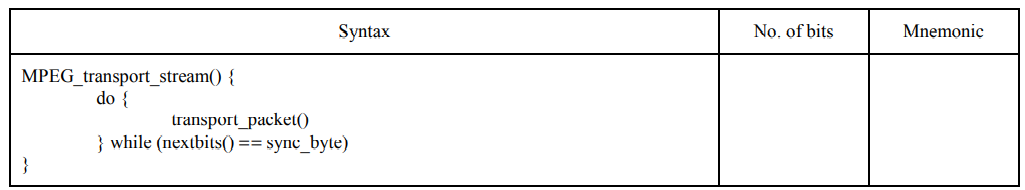 Syntax No. of bits Mnemonic
MPEG_transport_stream() {
do {
transport_packet()
} while (nextbits() == sync_byte)
}